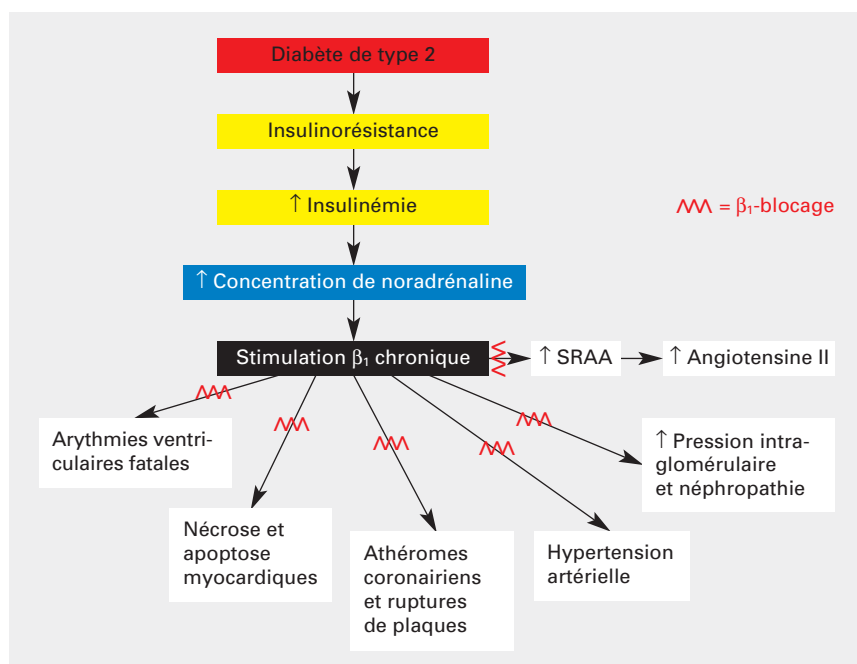 Diabète de type 2
Insulinorésistance
↑ Insulinémie
= β₁-blocage
↑ Concentration de noradrénaline
Stimulation β₁ chronique
↑ SRAA
↑ Angiotensine II
Arythmies ventri-
culaires fatales
Nécrose et
apoptose
myocardiques
Athéromes
coronairiens
et ruptures
de plaques
Hypertension
artérielle
↑ Pression intra-
glomérulaire
et néphropathie